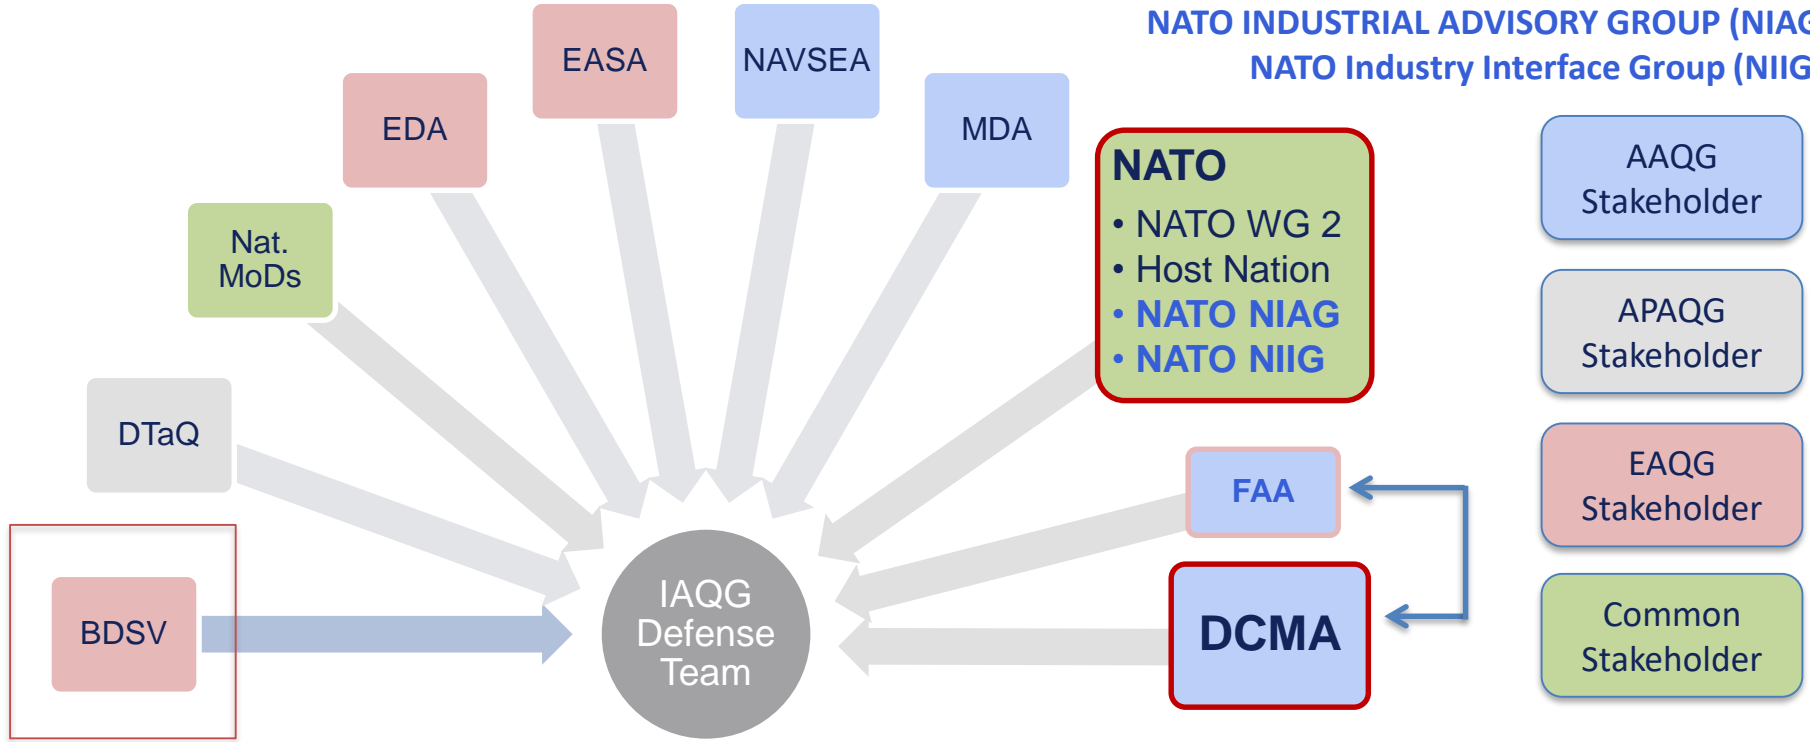 NATO INDUSTRIAL ADVISORY GROUP (NIAG
NATO Industry Interface Group (NIIG
EASA
NAVSEA
EDA
MDA
Nat.
MoDs
DTaQ
BDSV
NATO
• NATO WG 2
• Host Nation
• NATO NIAG
• NATO NIIG
FAA
DCMA
IAQG
Defense
Team
AAQG
Stakeholder
APAQG
Stakeholder
EAQG
Stakeholder
Common
Stakeholder